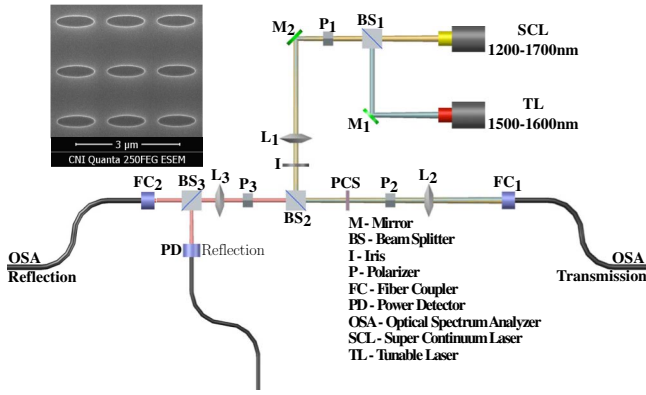 SCL
1200-1700nm
M2
P1
BS1
TL
1500-1600nm
M1
L1
I
3 µm
CNI Quanta 250FEG ESEM
FC2
BS3
L3
P3
BS2
PCS
P2
L2
FC1
OSA
Reflection
PD
Reflection
OSA
Transmission
M - Mirror
BS - Beam Splitter
I - Iris
P - Polarizer
FC - Fiber Coupler
PD - Power Detector
OSA - Optical Spectrum Analyzer
SCL - Super Continuum Laser
TL - Tunable Laser